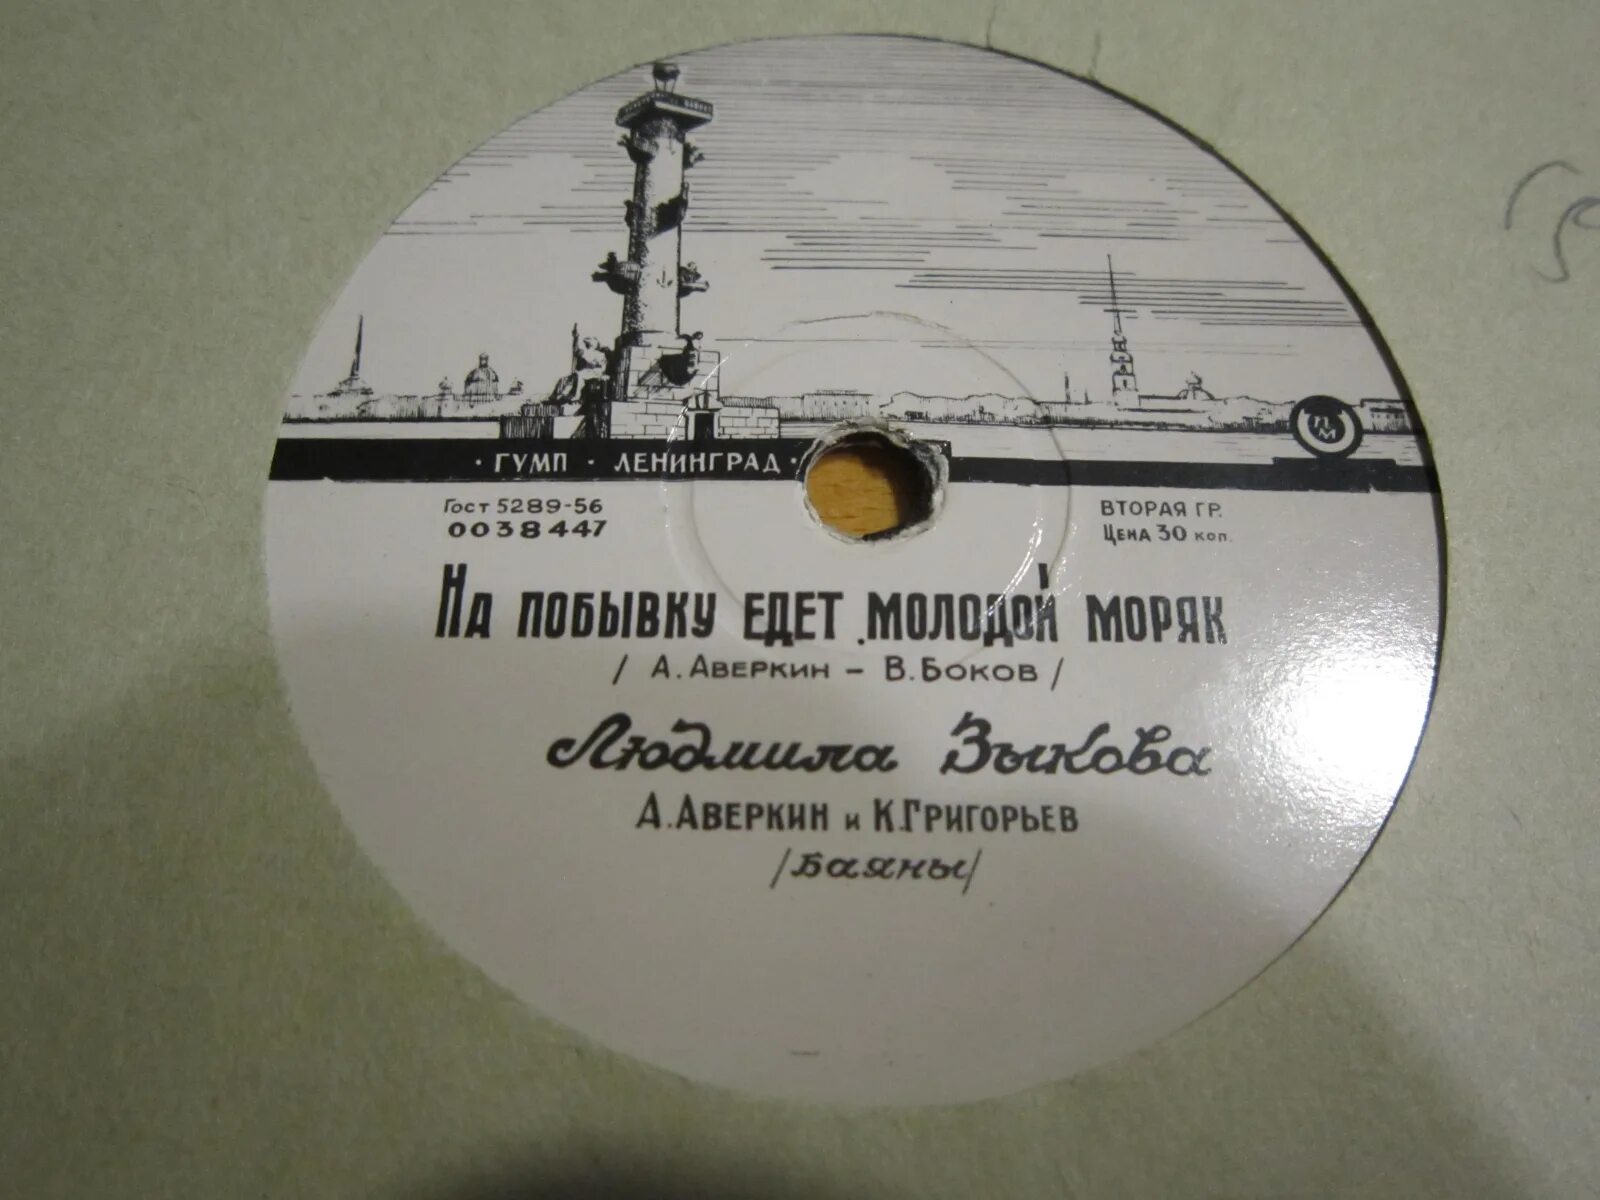 · ГУМП · ЛЕНИНГРАД ·
ПМ
Гост 5289-56
0038447
ВТОРАЯ ГР.
ЦЕНА 30 коп.
На побывку едет молодой моряк
/ А. Аверкин – В. Боков /
Людмила Зыкова
А. Аверкин и К. Григорьев
/Баяны/